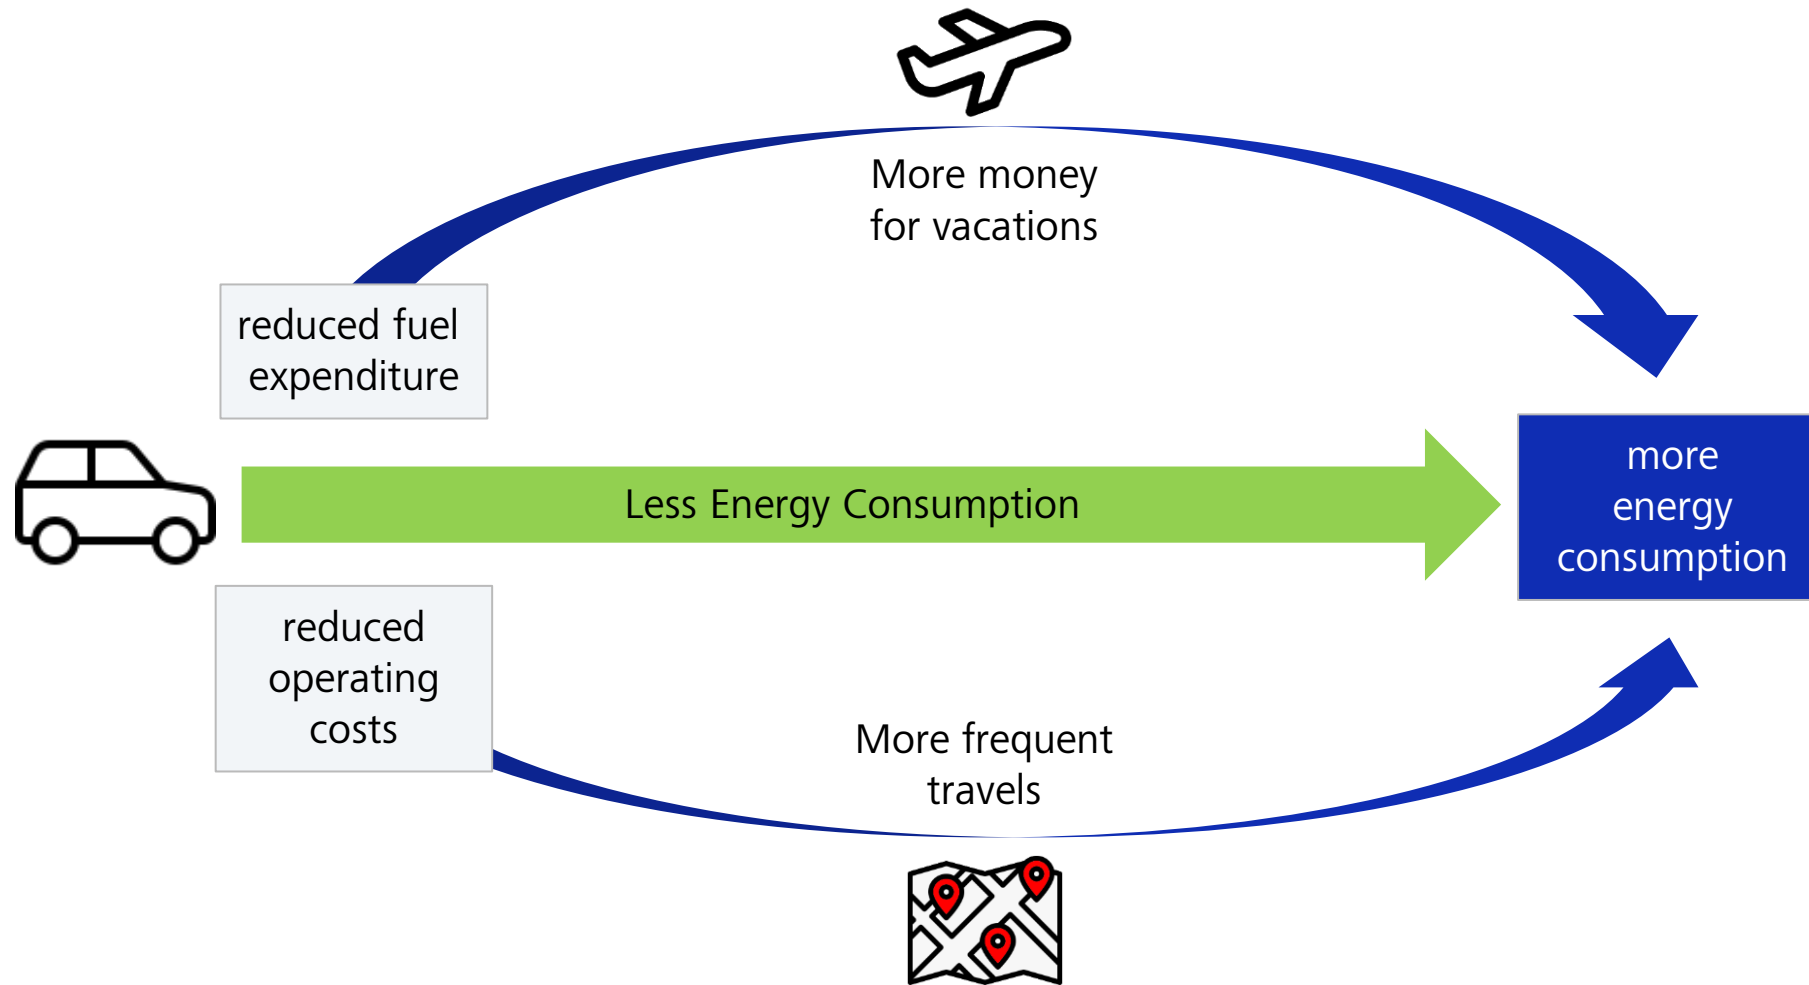 More money
for vacations
reduced fuel
expenditure
Less Energy Consumption
more
energy
consumption
reduced
operating
costs
More frequent
travels